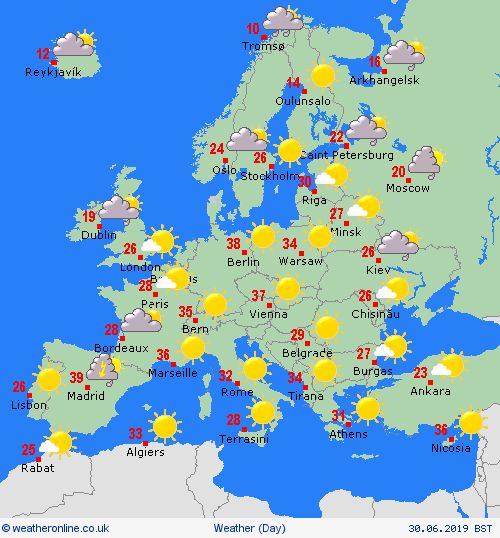 10
Tromsø
12
Reykjavík
16
Arkhangelsk
14
Oulunsalo
22
Saint Petersburg
24
Oslo
26
Stockholm
20
Moscow
30
Riga
19
Dublin
27
Minsk
26
London
38
Berlin
34
Warsaw
26
Kiev
28
Paris
37
Vienna
26
Chisinău
35
Bern
28
Bordeaux
29
Belgrade
36
Marseille
27
Burgas
39
Madrid
32
Rome
34
Tirana
23
Ankara
26
Lisbon
28
Terrasini
31
Athens
36
Nicosia
33
Algiers
25
Rabat
© weatheronline.co.uk Weather (Day) 30.06.2019 BST